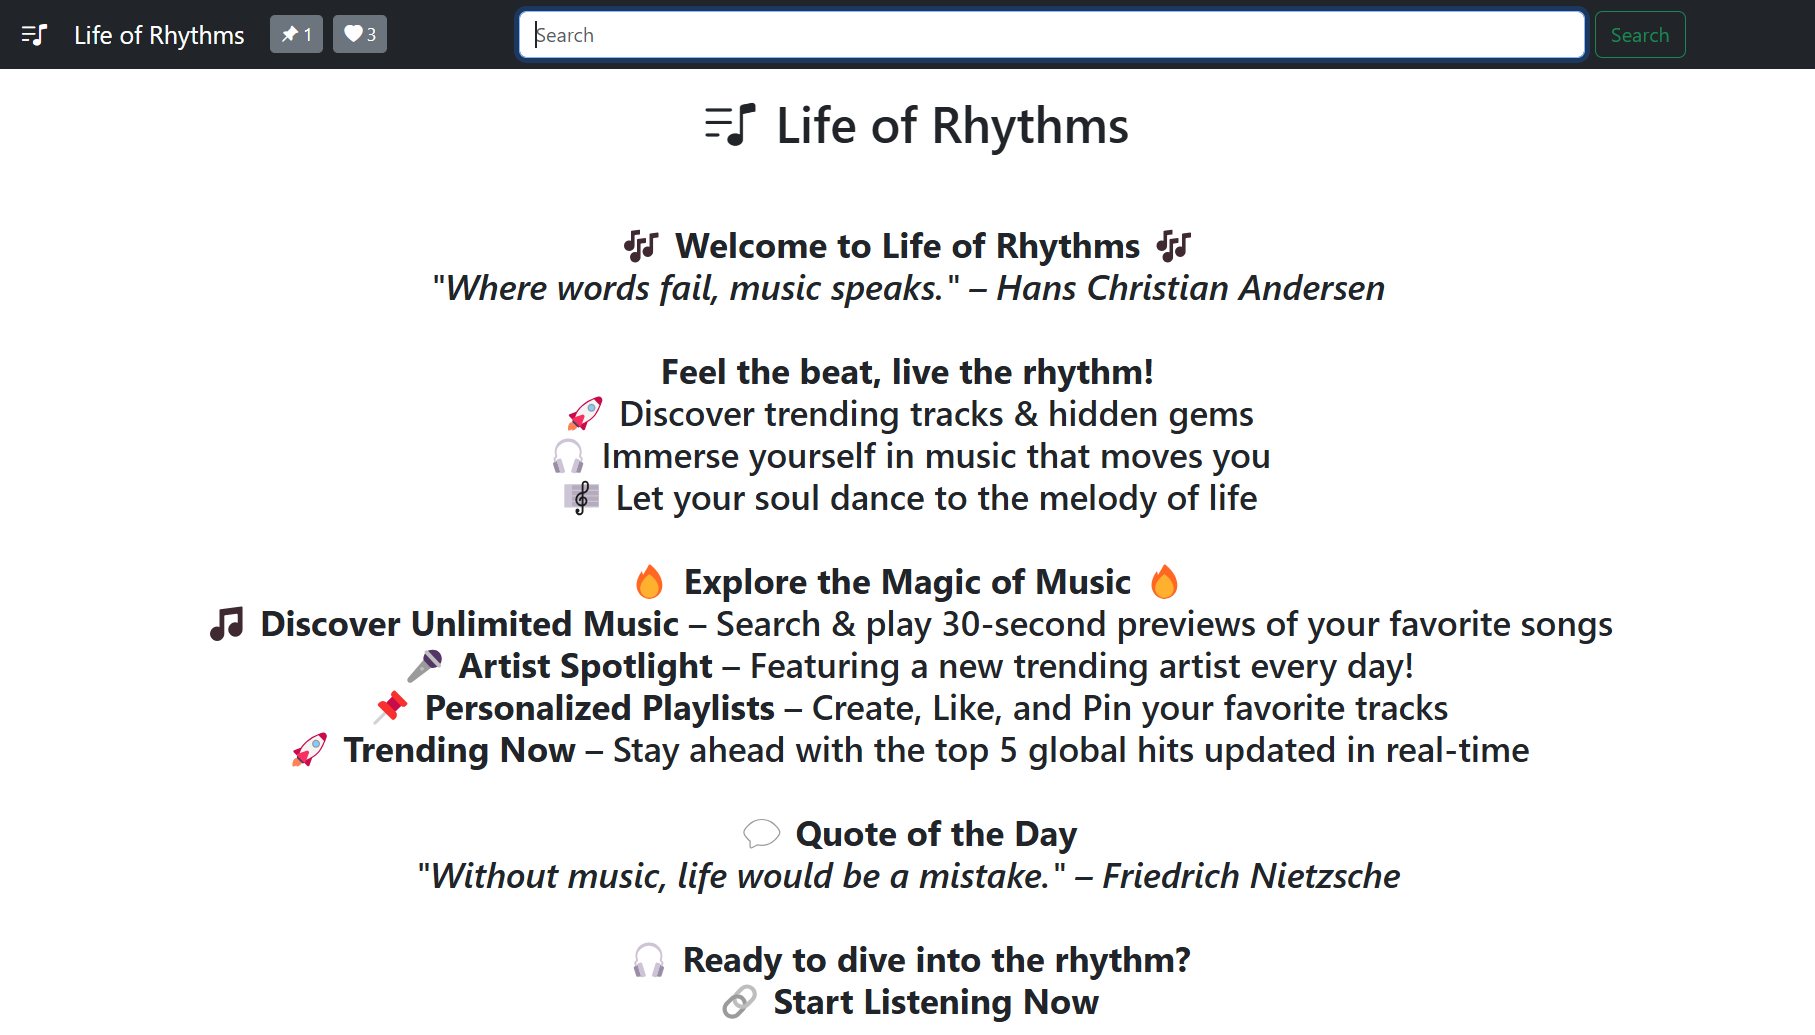 Life of Rhythms 1 3 Search Search
Life of Rhythms
🎶 Welcome to Life of Rhythms 🎶
"Where words fail, music speaks." – Hans Christian Andersen
Feel the beat, live the rhythm!
🚀 Discover trending tracks & hidden gems
🎧 Immerse yourself in music that moves you
🎼 Let your soul dance to the melody of life
🔥 Explore the Magic of Music 🔥
🎵 Discover Unlimited Music – Search & play 30-second previews of your favorite songs
🎤 Artist Spotlight – Featuring a new trending artist every day!
📌 Personalized Playlists – Create, Like, and Pin your favorite tracks
🚀 Trending Now – Stay ahead with the top 5 global hits updated in real-time
💬 Quote of the Day
"Without music, life would be a mistake." – Friedrich Nietzsche
🎧 Ready to dive into the rhythm?
🔗 Start Listening Now